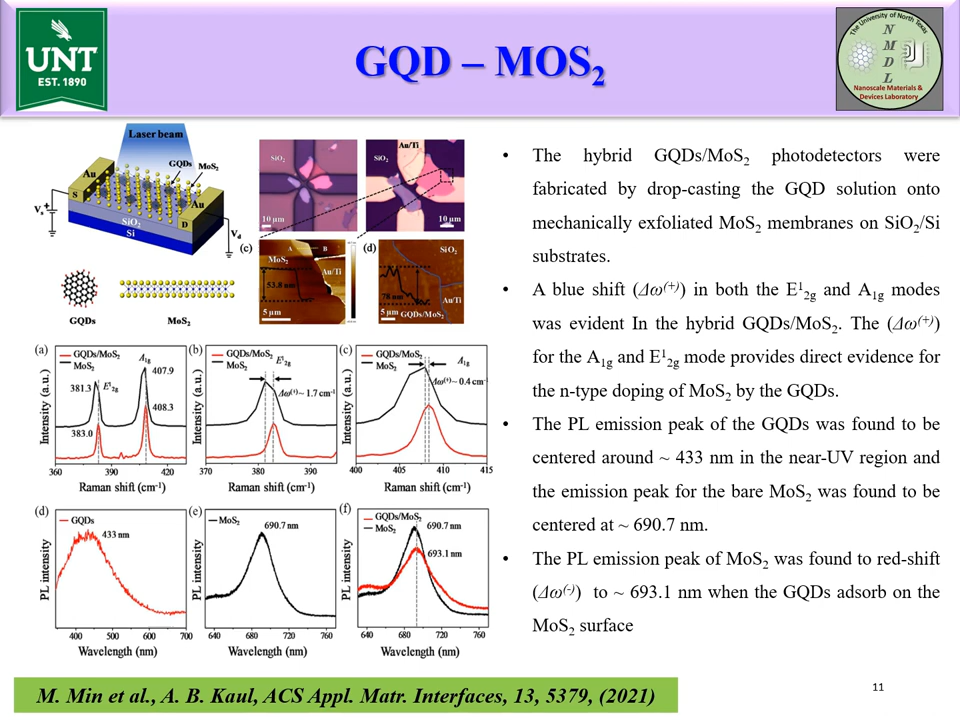 UNT
EST. 1890
GQD – MOS2
The University of North Texas
N
M
D
L
Nanoscale Materials &
Devices Laboratory
Laser beam
GQDs MoS2
Au
Au
S
D
SiO2
Si
Vs
Vd
GQDs
MoS2
SiO2
10 µm
Au/Ti
SiO2
10 µm
(c)
A B
MoS2
Au/Ti
53.8 nm
5 µm
(d)
SiO2
Au/Ti
78 nm
5 µm GQDs/MoS2
(a)
GQDs/MoS2
MoS2
A1g
407.9
381.3 E¹2g
408.3
383.0
Intensity (a.u.)
360 390 420
Raman shift (cm-1)
(b)
GQDs/MoS2
MoS2
E¹2g
Δω(+)~ 1.7 cm-1
Intensity (a.u.)
370 380 390
Raman shift (cm-1)
(c)
GQDs/MoS2
MoS2
A1g
Δω(+)~ 0.4 cm-1
Intensity (a.u.)
400 405 410 415
Raman shift (cm-1)
(d)
GQDs
433 nm
PL intensity
400 500 600 700
Wavelength (nm)
(e)
MoS2
690.7 nm
PL intensity
640 680 720 760
Wavelength (nm)
(f)
GQDs/MoS2
MoS2
690.7 nm
693.1 nm
PL intensity
640 680 720 760
Wavelength (nm)
• The hybrid GQDs/MoS2 photodetectors were
fabricated by drop-casting the GQD solution onto
mechanically exfoliated MoS2 membranes on SiO2/Si
substrates.
• A blue shift (Δω(+)) in both the E¹2g and A1g modes
was evident In the hybrid GQDs/MoS2. The (Δω(+))
for the A1g and E¹2g mode provides direct evidence for
the n-type doping of MoS2 by the GQDs.
• The PL emission peak of the GQDs was found to be
centered around ~ 433 nm in the near-UV region and
the emission peak for the bare MoS2 was found to be
centered at ~ 690.7 nm.
• The PL emission peak of MoS2 was found to red-shift
(Δω(-)) to ~ 693.1 nm when the GQDs adsorb on the
MoS2 surface
M. Min et al., A. B. Kaul, ACS Appl. Matr. Interfaces, 13, 5379, (2021)
11